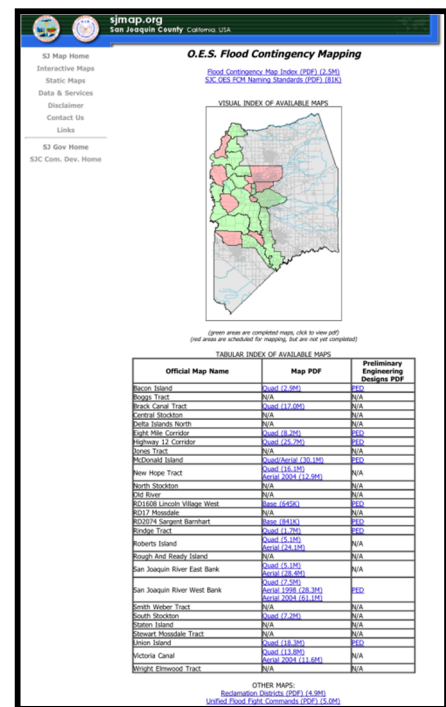 sjmap.org
San Joaquin County California, USA
SJ Map Home
Interactive Maps
Static Maps
Data & Services
Disclaimer
Contact Us
Links
SJ Gov Home
SJC Com. Dev. Home
O.E.S. Flood Contingency Mapping
Flood Contingency Map Index (PDF) (2.5M)
SJC OES FCM Naming Standards (PDF) (81K)
VISUAL INDEX OF AVAILABLE MAPS
(green areas are completed maps, click to view pdf)
(red areas are scheduled for mapping, but are not yet completed)
TABULAR INDEX OF AVAILABLE MAPS
Official Map Name Map PDF Preliminary Engineering Designs PDF
Bacon Island Quad (2.9M) PED
Boggs Tract N/A N/A
Brack Canal Tract Quad (17.0M) N/A
Central Stockton N/A N/A
Delta Islands North N/A N/A
Eight Mile Corridor Quad (8.2M) PED
Highway 12 Corridor Quad (25.7M) PED
Jones Tract N/A N/A
McDonald Island Quad/Aerial (30.1M) PED
New Hope Tract Quad (16.1M) N/A
Aerial 2004 (12.9M)
North Stockton N/A N/A
Old River N/A N/A
RD1608 Lincoln Village West Base (645K) PED
RD17 Mossdale N/A N/A
RD2074 Sargent Barnhart Base (841K) PED
Rindge Tract Quad (1.7M) PED
Roberts Island Quad (5.1M) N/A
Aerial (24.1M)
Rough And Ready Island N/A N/A
San Joaquin River East Bank Quad (5.1M) N/A
Aerial (28.4M)
San Joaquin River West Bank Quad (7.5M) PED
Aerial 1998 (28.3M)
Aerial 2004 (61.1M)
Smith Weber Tract N/A N/A
South Stockton Quad (7.2M) N/A
Staten Island N/A N/A
Stewart Mossdale Tract N/A N/A
Union Island Quad (18.3M) PED
Victoria Canal Quad (13.8M) N/A
Aerial 2004 (11.6M)
Wright Elmwood Tract N/A N/A
OTHER MAPS:
Reclamation Districts (PDF) (4.9M)
Unified Flood Fight Commands (PDF) (5.0M)